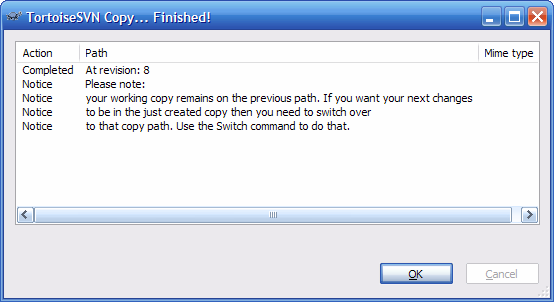 TortoiseSVN Copy... Finished!
Action Path Mime type
Completed At revision: 8
Notice Please note:
Notice your working copy remains on the previous path. If you want your next changes
Notice to be in the just created copy then you need to switch over
Notice to that copy path. Use the Switch command to do that.
OK Cancel